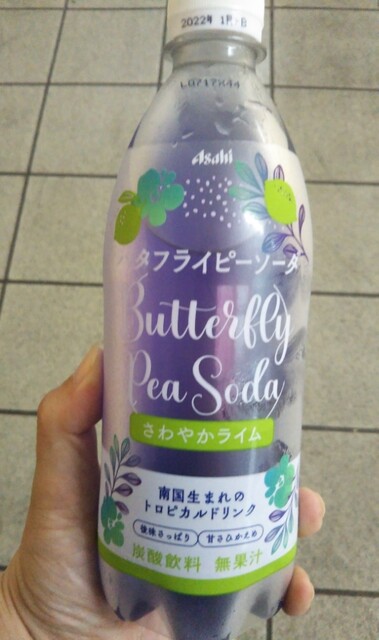 2022年 1月
Asahi
タフライピーソーダ
Butterfly
Pea Soda
さわやかライム
南国生まれの
トロピカルドリンク
後味さっぱり 甘さひかえめ
炭酸飲料 無果汁